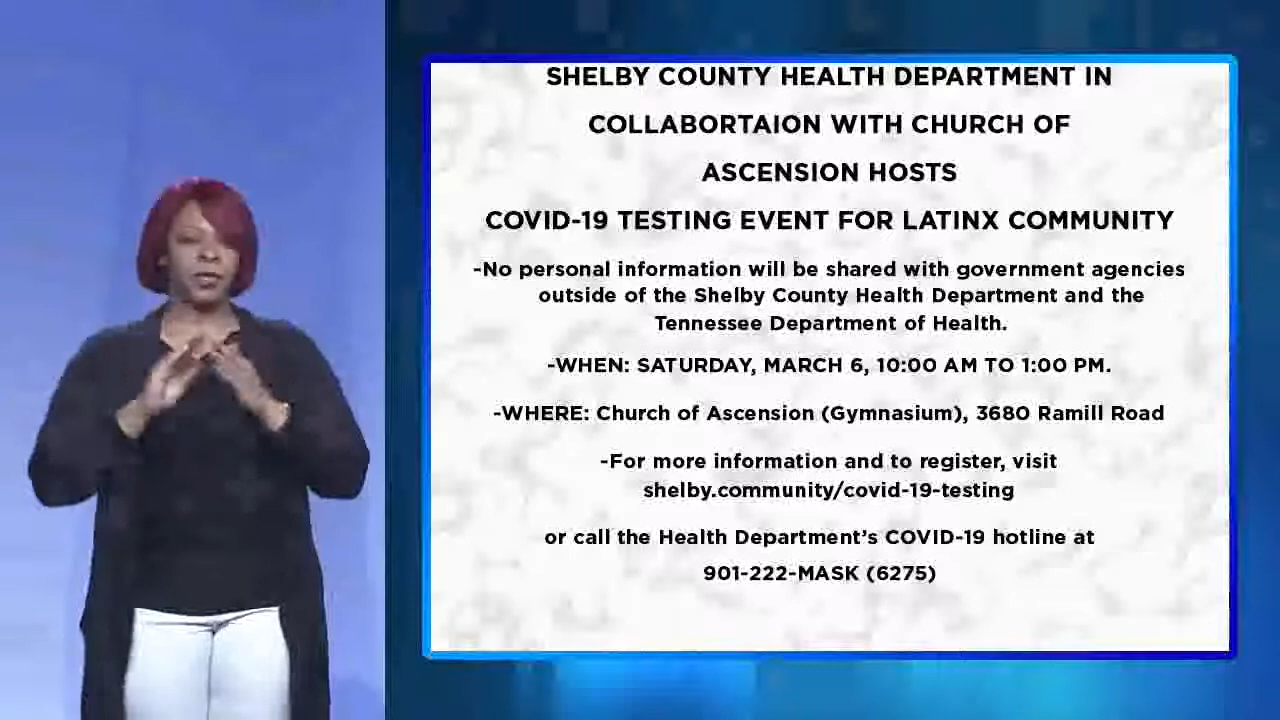 SHELBY COUNTY HEALTH DEPARTMENT IN
COLLABORTAION WITH CHURCH OF
ASCENSION HOSTS
COVID-19 TESTING EVENT FOR LATINX COMMUNITY
-No personal information will be shared with government agencies
outside of the Shelby County Health Department and the
Tennessee Department of Health.
-WHEN: SATURDAY, MARCH 6, 10:00 AM TO 1:00 PM.
-WHERE: Church of Ascension (Gymnasium), 3680 Ramill Road
-For more information and to register, visit
shelby.community/covid-19-testing
or call the Health Department's COVID-19 hotline at
901-222-MASK (6275)